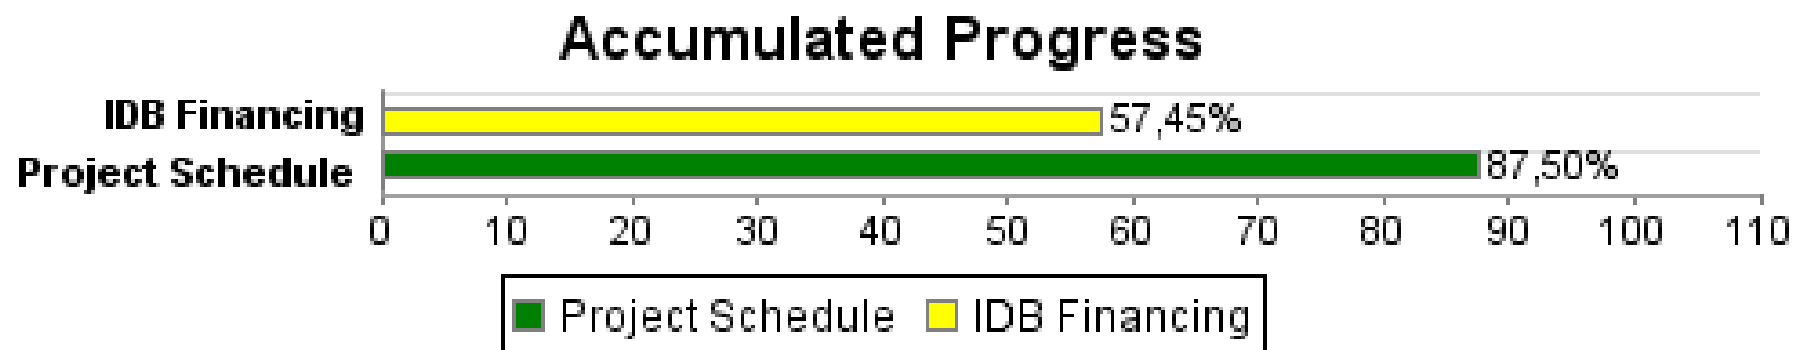 Accumulated Progress
IDB Financing
57,45%
Project Schedule
87,50%
0 10 20 30 40 50 60 70 80 90 100 110
Project Schedule IDB Financing